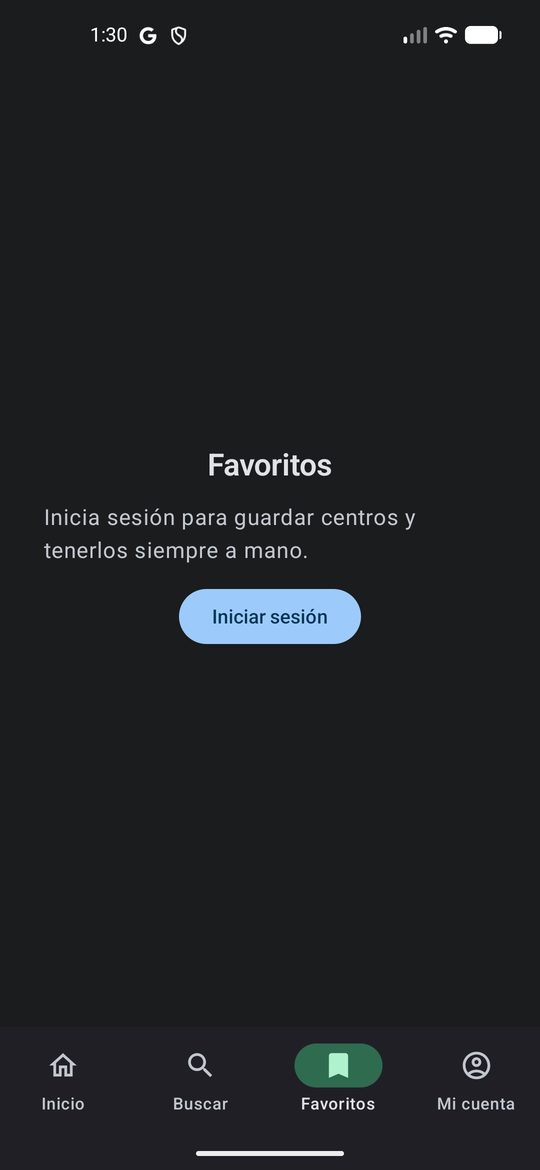 1:30
Favoritos
Inicia sesión para guardar centros y
tenerlos siempre a mano.
Iniciar sesión
Inicio
Buscar
Favoritos
Mi cuenta